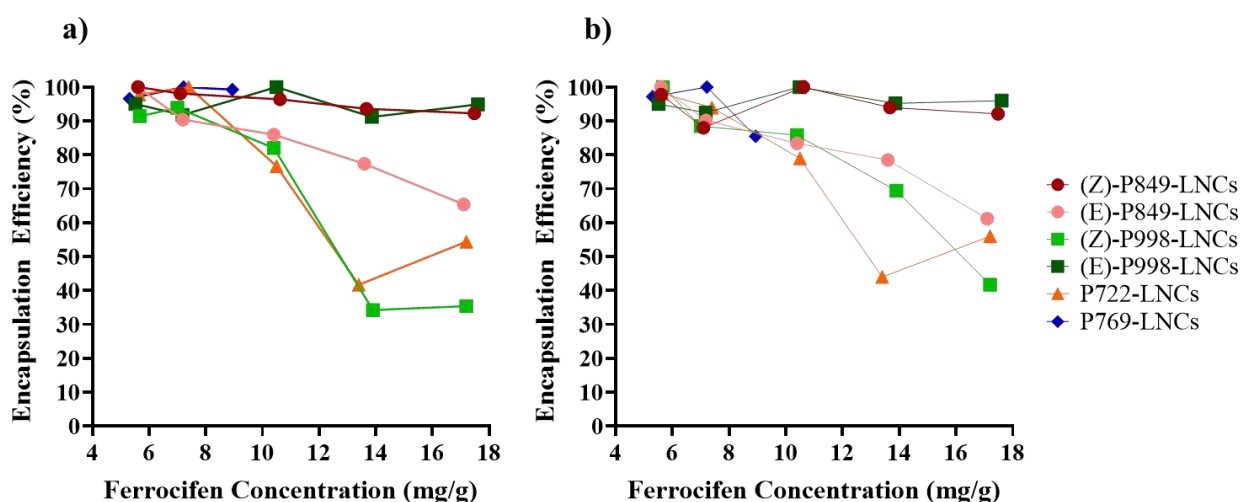 a)
Encapsulation Efficiency (%)
100
90
80
70
60
50
40
30
20
10
0
4 6 8 10 12 14 16 18
Ferrocifen Concentration (mg/g)
b)
Encapsulation Efficiency (%)
100
90
80
70
60
50
40
30
20
10
0
4 6 8 10 12 14 16 18
Ferrocifen Concentration (mg/g)
(Z)-P849-LNCs
(E)-P849-LNCs
(Z)-P998-LNCs
(E)-P998-LNCs
P722-LNCs
P769-LNCs